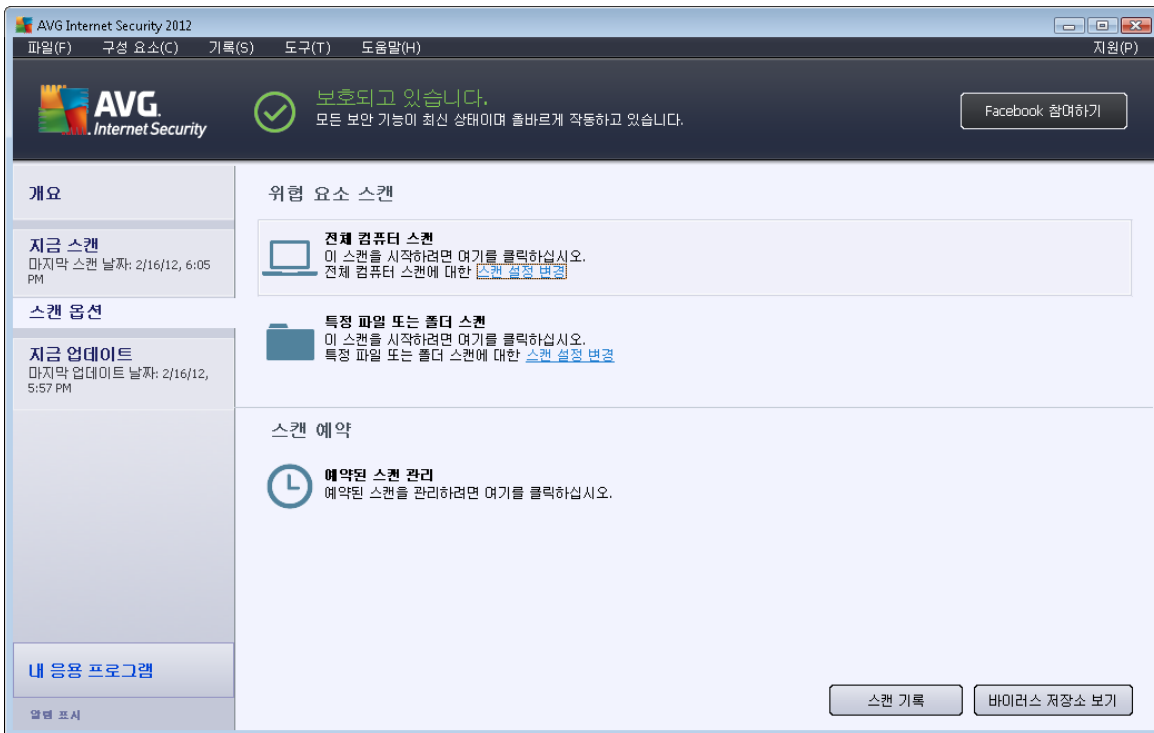 AVG Internet Security 2012
파일(F) 구성 요소(C) 기록(S) 도구(T) 도움말(H) 지원(P)
AVG.
Internet Security
보호되고 있습니다.
모든 보안 기능이 최신 상태이며 올바르게 작동하고 있습니다.
Facebook 참여하기
개요
지금 스캔
마지막 스캔 날짜: 2/16/12, 6:05
PM
스캔 옵션
지금 업데이트
마지막 업데이트 날짜: 2/16/12,
5:57 PM
내 응용 프로그램
알림 표시
위협 요소 스캔
전체 컴퓨터 스캔
이 스캔을 시작하려면 여기를 클릭하십시오.
전체 컴퓨터 스캔에 대한 스캔 설정 변경
특정 파일 또는 폴더 스캔
이 스캔을 시작하려면 여기를 클릭하십시오.
특정 파일 또는 폴더 스캔에 대한 스캔 설정 변경
스캔 예약
예약된 스캔 관리
예약된 스캔을 관리하려면 여기를 클릭하십시오.
스캔 기록
바이러스 저장소 보기